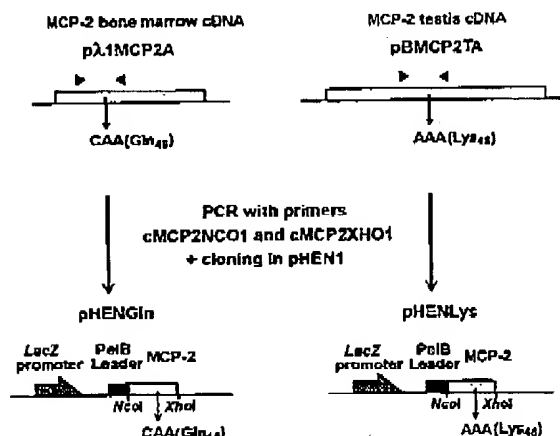 MCP-2 bone marrow cDNA
pλ1MCP2A
CAA(Gln46)
MCP-2 testis cDNA
pBMCP2TA
AAA(Lys46)
PCR with primers
cMCP2NCO1 and cMCP2XHO1
+ cloning in pHEN1
pHENGln
LacZ promoter
PelB Leader
MCP-2
NcoI
XhoI
CAA(Gln46)
pHENLys
LacZ promoter
PelB Leader
MCP-2
NcoI
XhoI
AAA(Lys46)